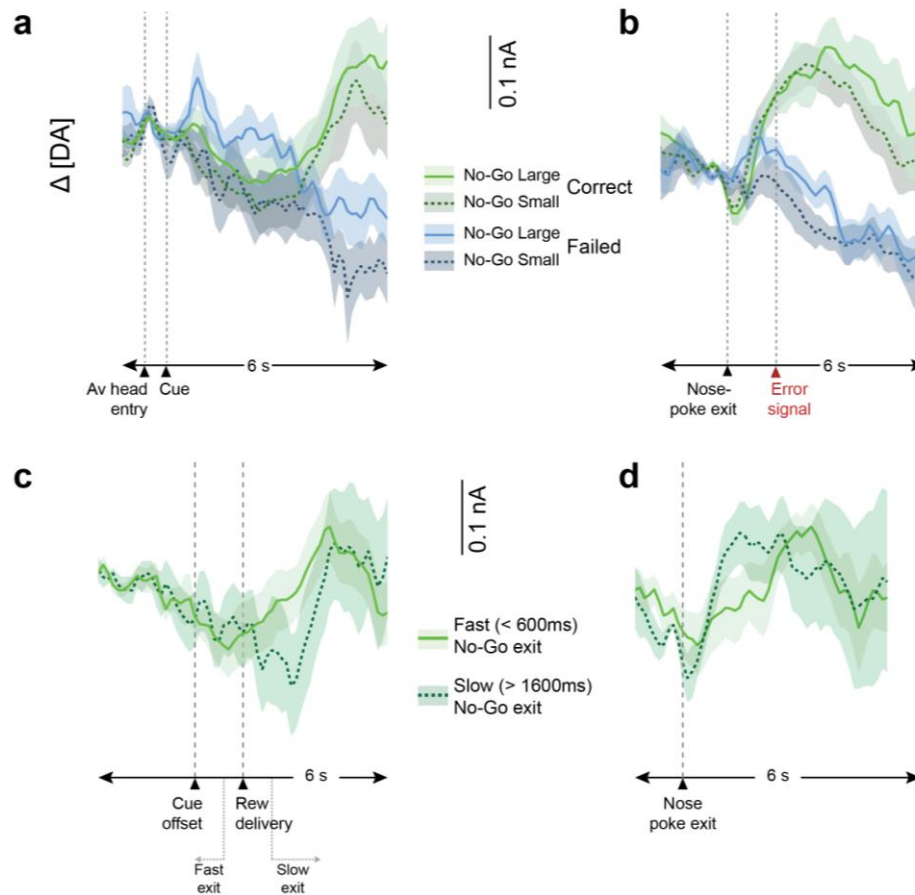 a
b
Δ [DA]
0.1 nA
No-Go Large
No-Go Small
Correct
No-Go Large
No-Go Small
Failed
6 s
Av head
entry
Cue
6 s
Nose-
poke exit
Error
signal
c
d
0.1 nA
Fast (< 600ms)
No-Go exit
Slow (> 1600ms)
No-Go exit
6 s
Cue
offset
Rew
delivery
Fast
exit
Slow
exit
6 s
Nose
poke exit